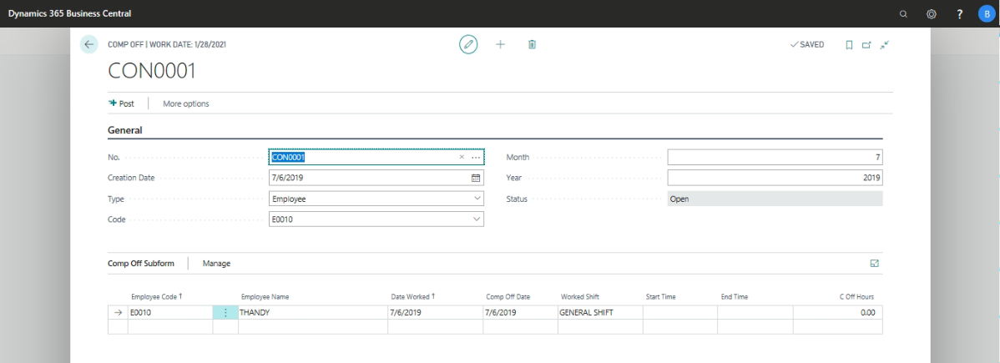 Dynamics 365 Business Central
? B
COMP OFF | WORK DATE: 1/28/2021
✓SAVED
CON0001
Post More options
General
No. CON0001 Month 7
Creation Date 7/6/2019 Year 2019
Type Employee Status Open
Code E0010
Comp Off Subform Manage
Employee Code ↑ Employee Name Date Worked ↑ Comp Off Date Worked Shift Start Time End Time C Off Hours
→ E0010 THANDY 7/6/2019 7/6/2019 GENERAL SHIFT 0.00